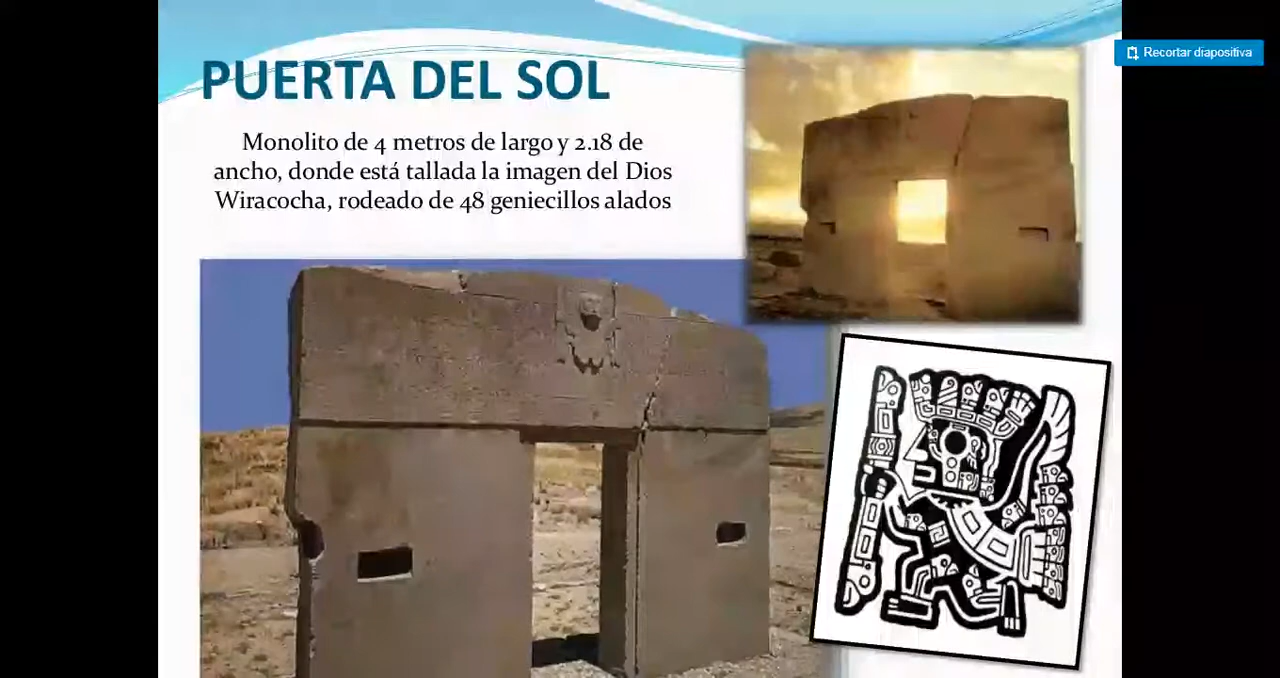 PUERTA DEL SOL
Monolito de 4 metros de largo y 2.18 de
ancho, donde está tallada la imagen del Dios
Wiracocha, rodeado de 48 geniecillos alados
Recortar diapositiva